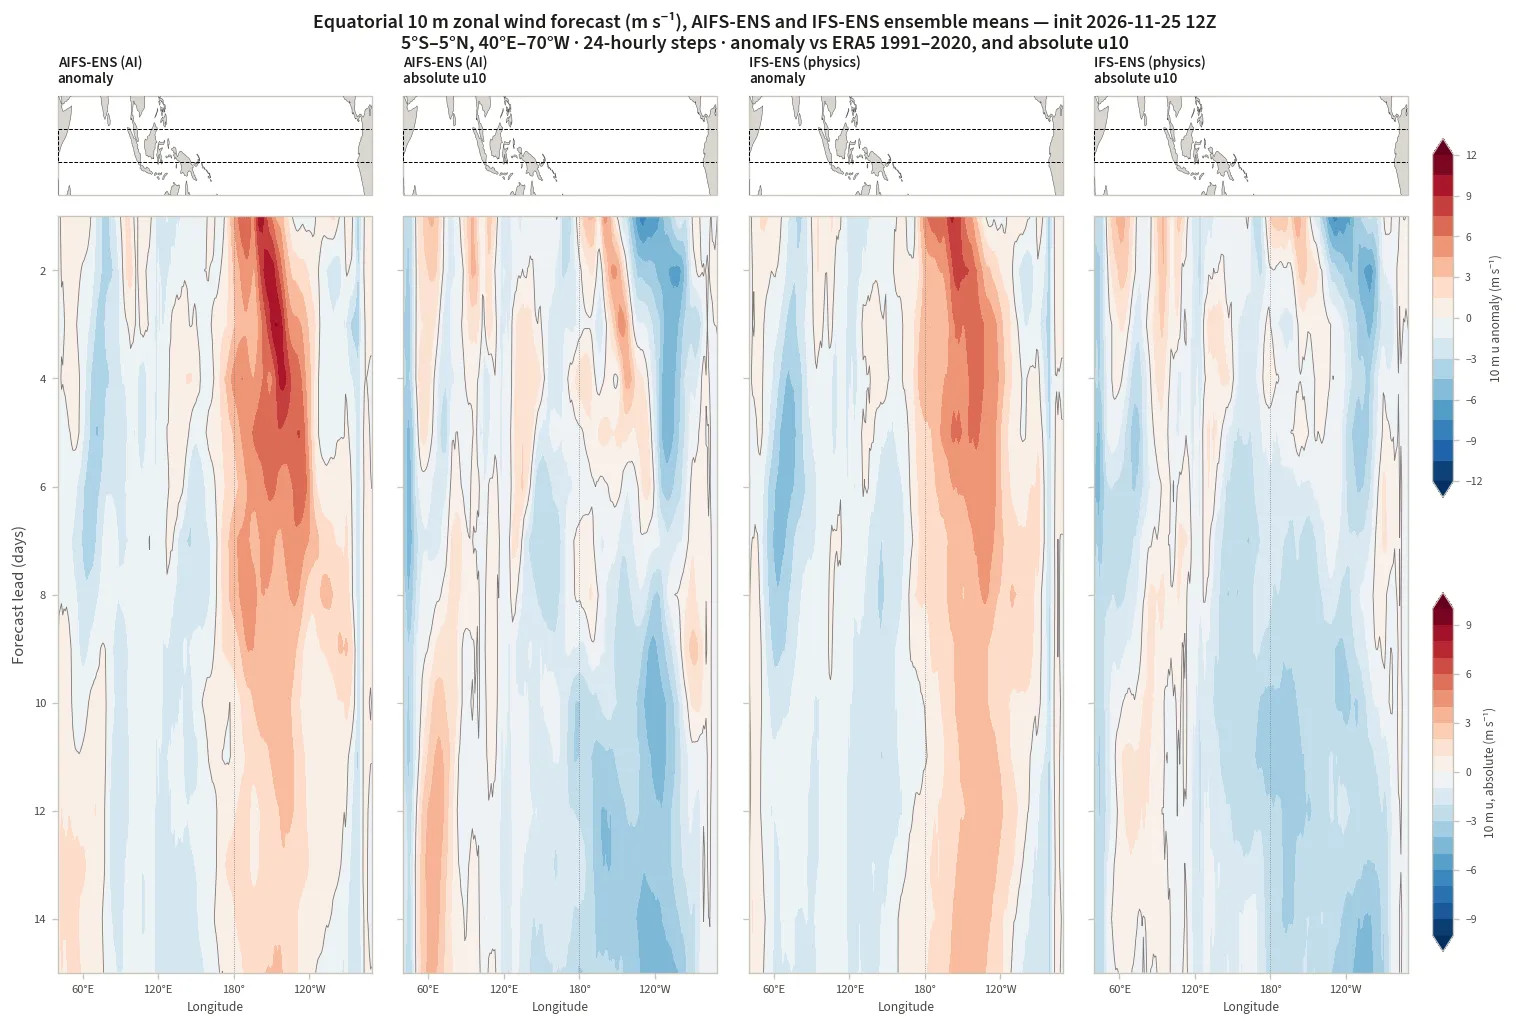 Equatorial 10 m zonal wind forecast (m s⁻¹), AIFS-ENS and IFS-ENS ensemble means — init 2026-11-25 12Z
5°S–5°N, 40°E–70°W · 24-hourly steps · anomaly vs ERA5 1991–2020, and absolute u10
AIFS-ENS (AI)
anomaly
AIFS-ENS (AI)
absolute u10
IFS-ENS (physics)
anomaly
IFS-ENS (physics)
absolute u10
Forecast lead (days)
2
4
6
8
10
12
14
60°E
120°E
180°
120°W
Longitude
60°E
120°E
180°
120°W
Longitude
60°E
120°E
180°
120°W
Longitude
60°E
120°E
180°
120°W
Longitude
12
9
6
3
0
−3
−6
−9
−12
10 m u anomaly (m s⁻¹)
9
6
3
0
−3
−6
−9
10 m u, absolute (m s⁻¹)